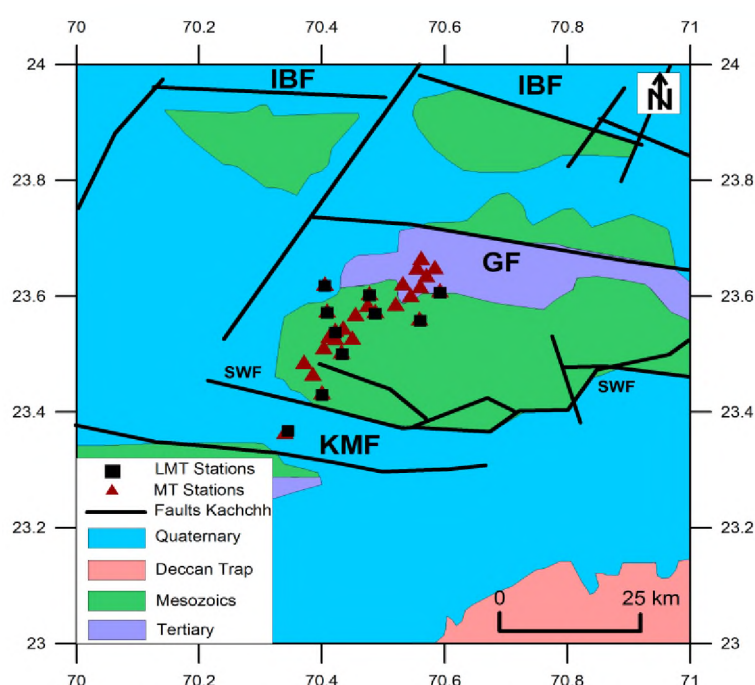 70 70.2 70.4 70.6 70.8 71
24 24
IBF IBF N
23.8 23.8
GF
23.6 23.6
SWF SWF
23.4 23.4
KMF
LMT Stations
MT Stations
Faults Kachchh
23.2 23.2
Quaternary
Deccan Trap
Mesozoics
0 25 km
Tertiary
23 23
70 70.2 70.4 70.6 70.8 71